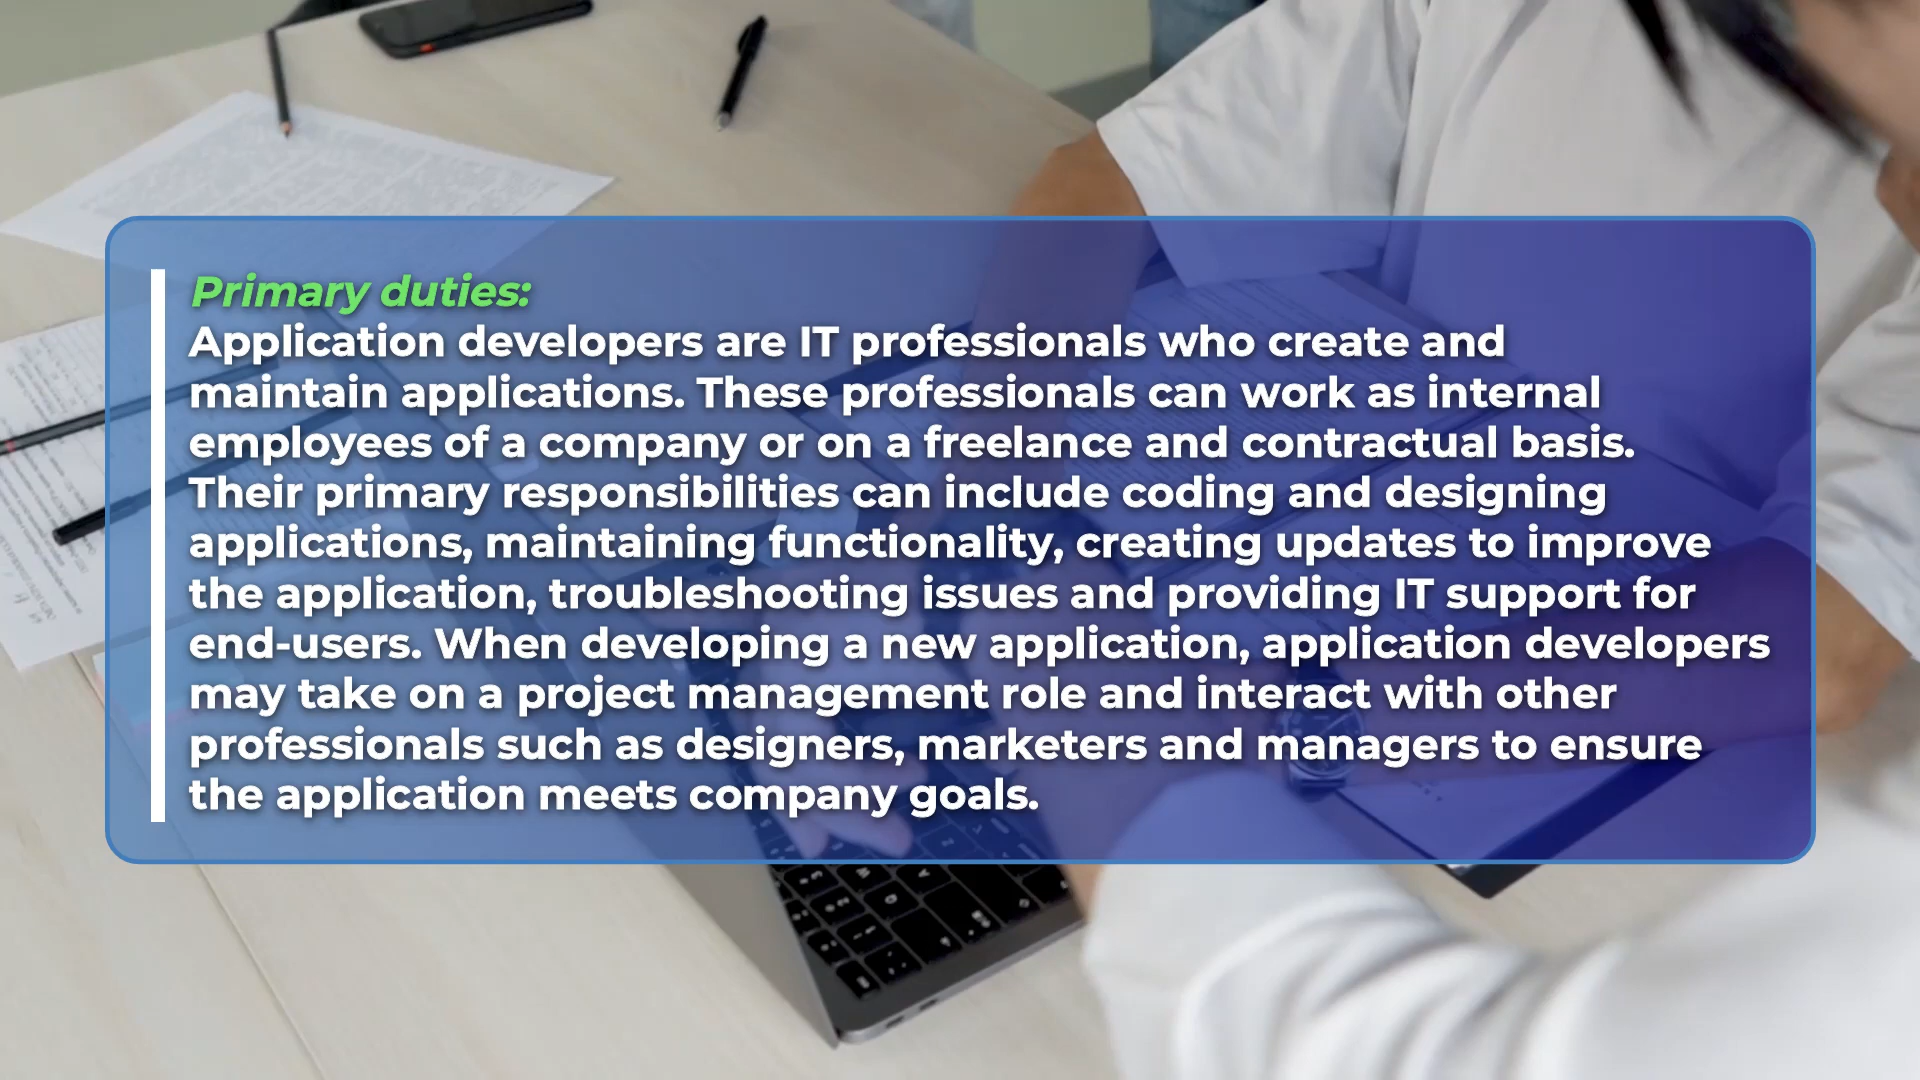 Primary duties:
Application developers are IT professionals who create and
maintain applications. These professionals can work as internal
employees of a company or on a freelance and contractual basis.
Their primary responsibilities can include coding and designing
applications, maintaining functionality, creating updates to improve
the application, troubleshooting issues and providing IT support for
end-users. When developing a new application, application developers
may take on a project management role and interact with other
professionals such as designers, marketers and managers to ensure
the application meets company goals.